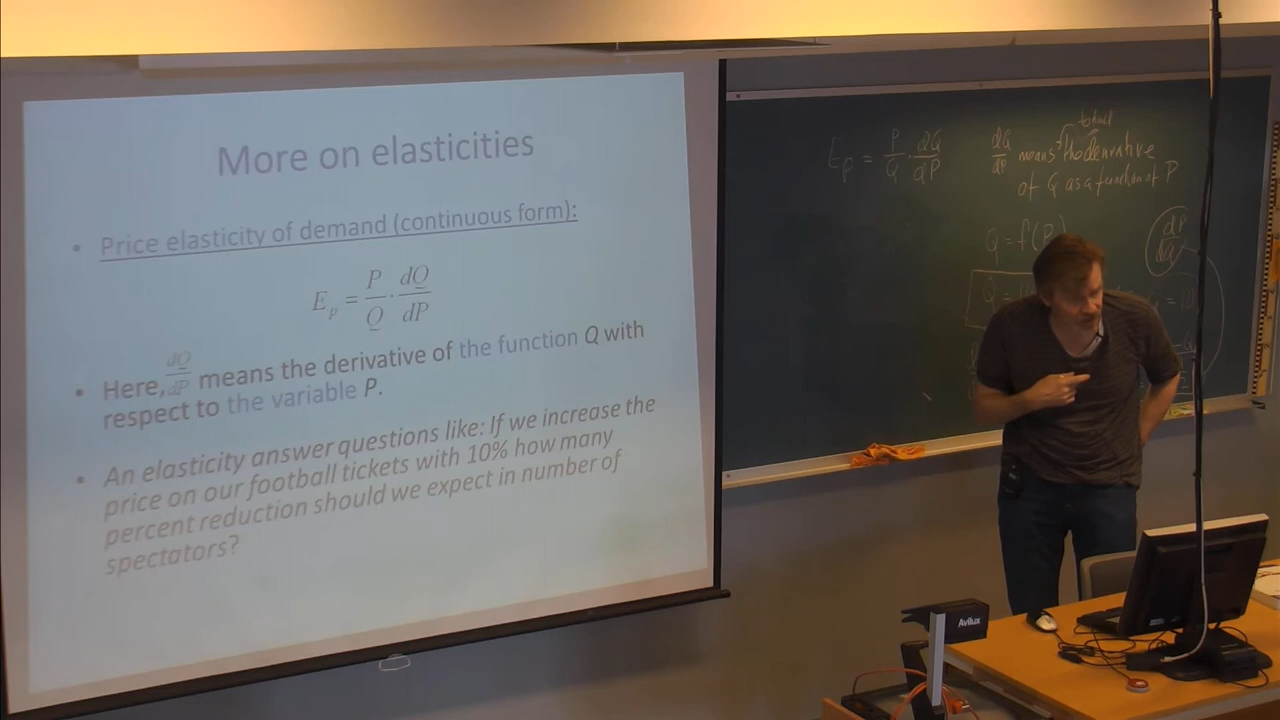 More on elasticities
• Price elasticity of demand (continuous form):
E_p = P/Q · dQ/dP
• Here, dQ/dP means the derivative of the function Q with
respect to the variable P.
• An elasticity answer questions like: If we increase the
price on our football tickets with 10% how many
percent reduction should we expect in number of
spectators?
E_p = P/Q · dQ/dP
dQ/dP means the derivative
of Q as a function of P
Q = f(P)
dP/dQ
Avilux